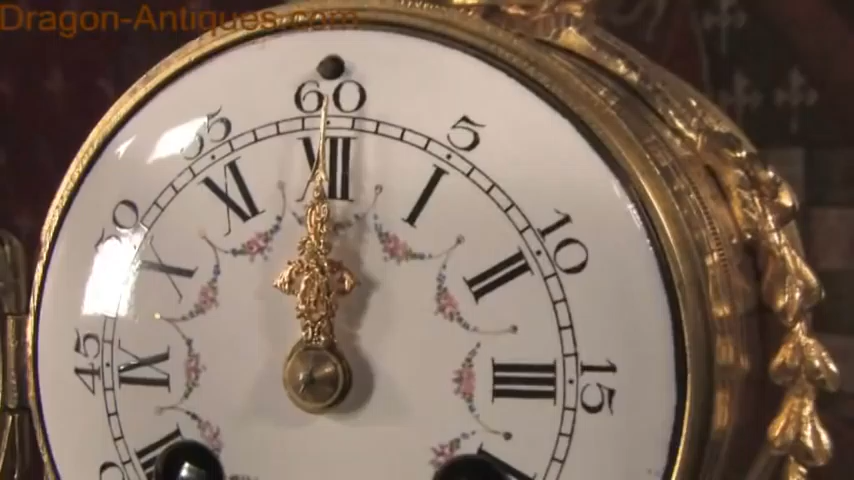 Dragon-Antiques.com
60
55 5
XII
XI I
50 10
X II
45 15
IX III